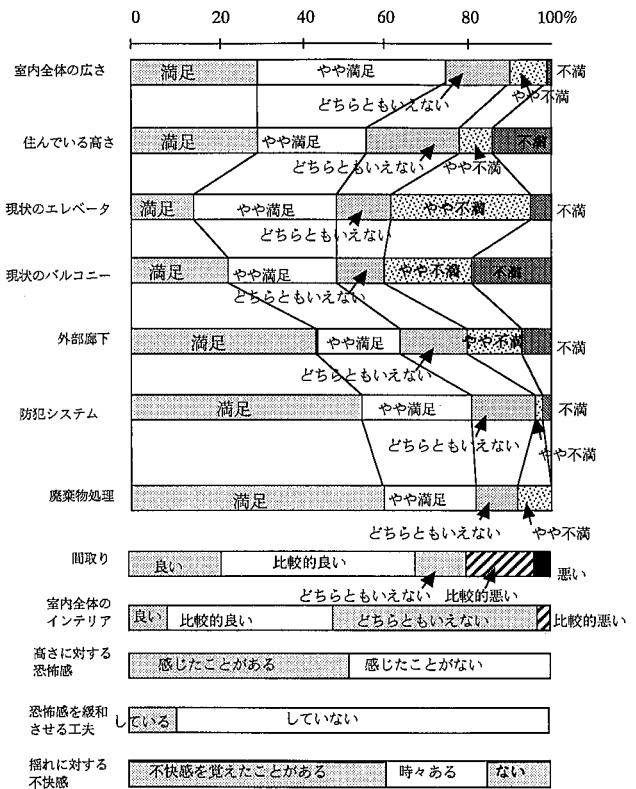 0 20 40 60 80 100%
室内全体の広さ 満足 やや満足 不満
どちらともいえない やや不満
住んでいる高さ 満足 やや満足 不満
どちらともいえない やや不満
現状のエレベータ 満足 やや満足 やや不満 不満
どちらともいえない
現状のバルコニー 満足 やや満足 やや不満 不満
どちらともいえない
外部廊下 満足 やや満足 やや不満 不満
どちらともいえない
防犯システム 満足 やや満足 不満
どちらともいえない やや不満
廃棄物処理 満足 やや満足
どちらともいえない やや不満
間取り 良い 比較的良い 悪い
どちらともいえない 比較的悪い
室内全体の
インテリア 良い 比較的良い どちらともいえない 比較的悪い
高さに対する
恐怖感 感じたことがある 感じたことがない
恐怖感を緩和
させる工夫 している していない
揺れに対する
不快感 不快感を覚えたことがある 時々ある ない